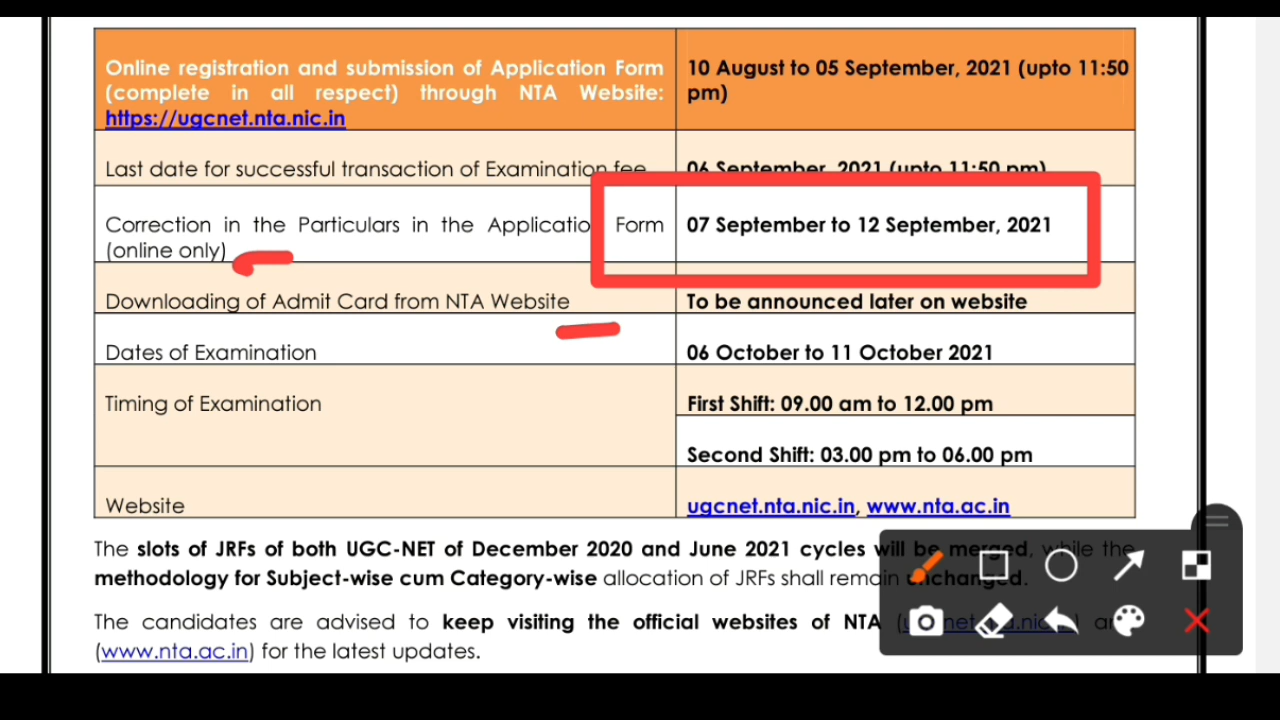 Online registration and submission of Application Form
(complete in all respect) through NTA Website:
https://ugcnet.nta.nic.in
10 August to 05 September, 2021 (upto 11:50
pm)
Last date for successful transaction of Examination fee
06 September, 2021 (upto 11:50 pm)
Correction in the Particulars in the Application Form
(online only)
07 September to 12 September, 2021
Downloading of Admit Card from NTA Website
To be announced later on website
Dates of Examination
06 October to 11 October 2021
Timing of Examination
First Shift: 09.00 am to 12.00 pm
Second Shift: 03.00 pm to 06.00 pm
Website
ugcnet.nta.nic.in, www.nta.ac.in
The slots of JRFs of both UGC-NET of December 2020 and June 2021 cycles will be merged, while the
methodology for Subject-wise cum Category-wise allocation of JRFs shall remain unchanged.
The candidates are advised to keep visiting the official websites of NTA
(www.nta.ac.in) for the latest updates.